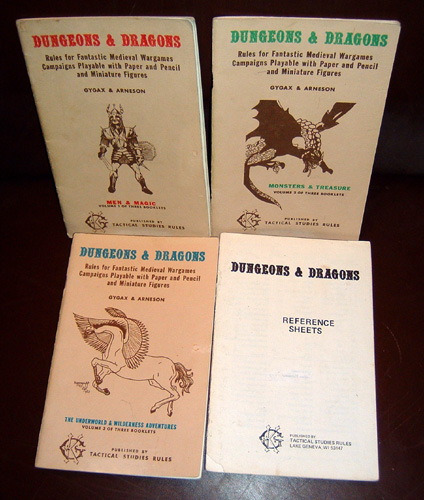 DUNGEONS & DRAGONS
Rules for Fantastic Medieval Wargames
Campaigns Playable with Paper and Pencil
and Miniature Figures
GYGAX & ARNESON
MEN & MAGIC
VOLUME 1 OF THREE BOOKLETS
PUBLISHED BY
TACTICAL STUDIES RULES
DUNGEONS & DRAGONS
Rules for Fantastic Medieval Wargames
Campaigns Playable with Paper and Pencil
and Miniature Figures
GYGAX & ARNESON
MONSTERS & TREASURE
VOLUME 2 OF THREE BOOKLETS
PUBLISHED BY
TACTICAL STUDIES RULES
DUNGEONS & DRAGONS
Rules for Fantastic Medieval Wargames
Campaigns Playable with Paper and Pencil
and Miniature Figures
GYGAX & ARNESON
THE UNDERWORLD & WILDERNESS ADVENTURES
VOLUME 3 OF THREE BOOKLETS
PUBLISHED BY
TACTICAL STUDIES RULES
DUNGEONS & DRAGONS
REFERENCE
SHEETS
PUBLISHED BY
TACTICAL STUDIES RULES
LAKE GENEVA, WI 53147